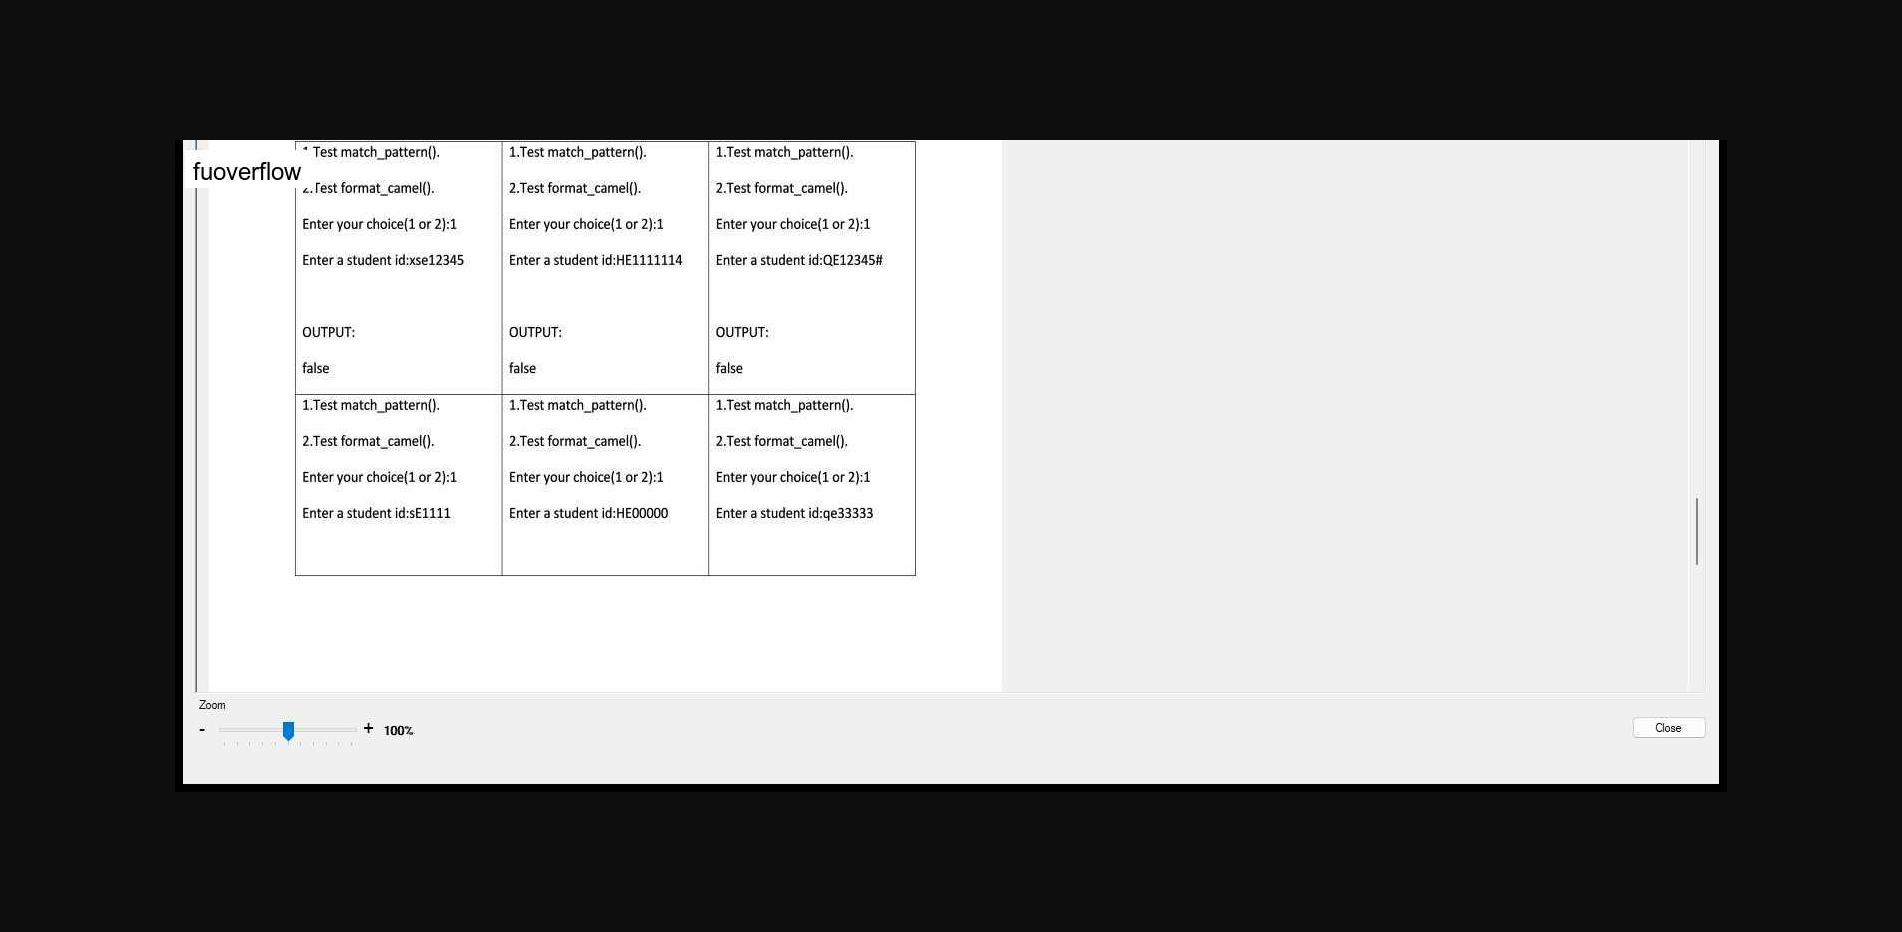 fuoverflow
1.Test match_pattern().
2.Test format_camel().
Enter your choice(1 or 2):1
Enter a student id:xse12345
OUTPUT:
false
1.Test match_pattern().
2.Test format_camel().
Enter your choice(1 or 2):1
Enter a student id:HE1111114
OUTPUT:
false
1.Test match_pattern().
2.Test format_camel().
Enter your choice(1 or 2):1
Enter a student id:QE12345#
OUTPUT:
false
1.Test match_pattern().
2.Test format_camel().
Enter your choice(1 or 2):1
Enter a student id:sE1111
1.Test match_pattern().
2.Test format_camel().
Enter your choice(1 or 2):1
Enter a student id:HE00000
1.Test match_pattern().
2.Test format_camel().
Enter your choice(1 or 2):1
Enter a student id:qe33333
Zoom
- + 100%
Close